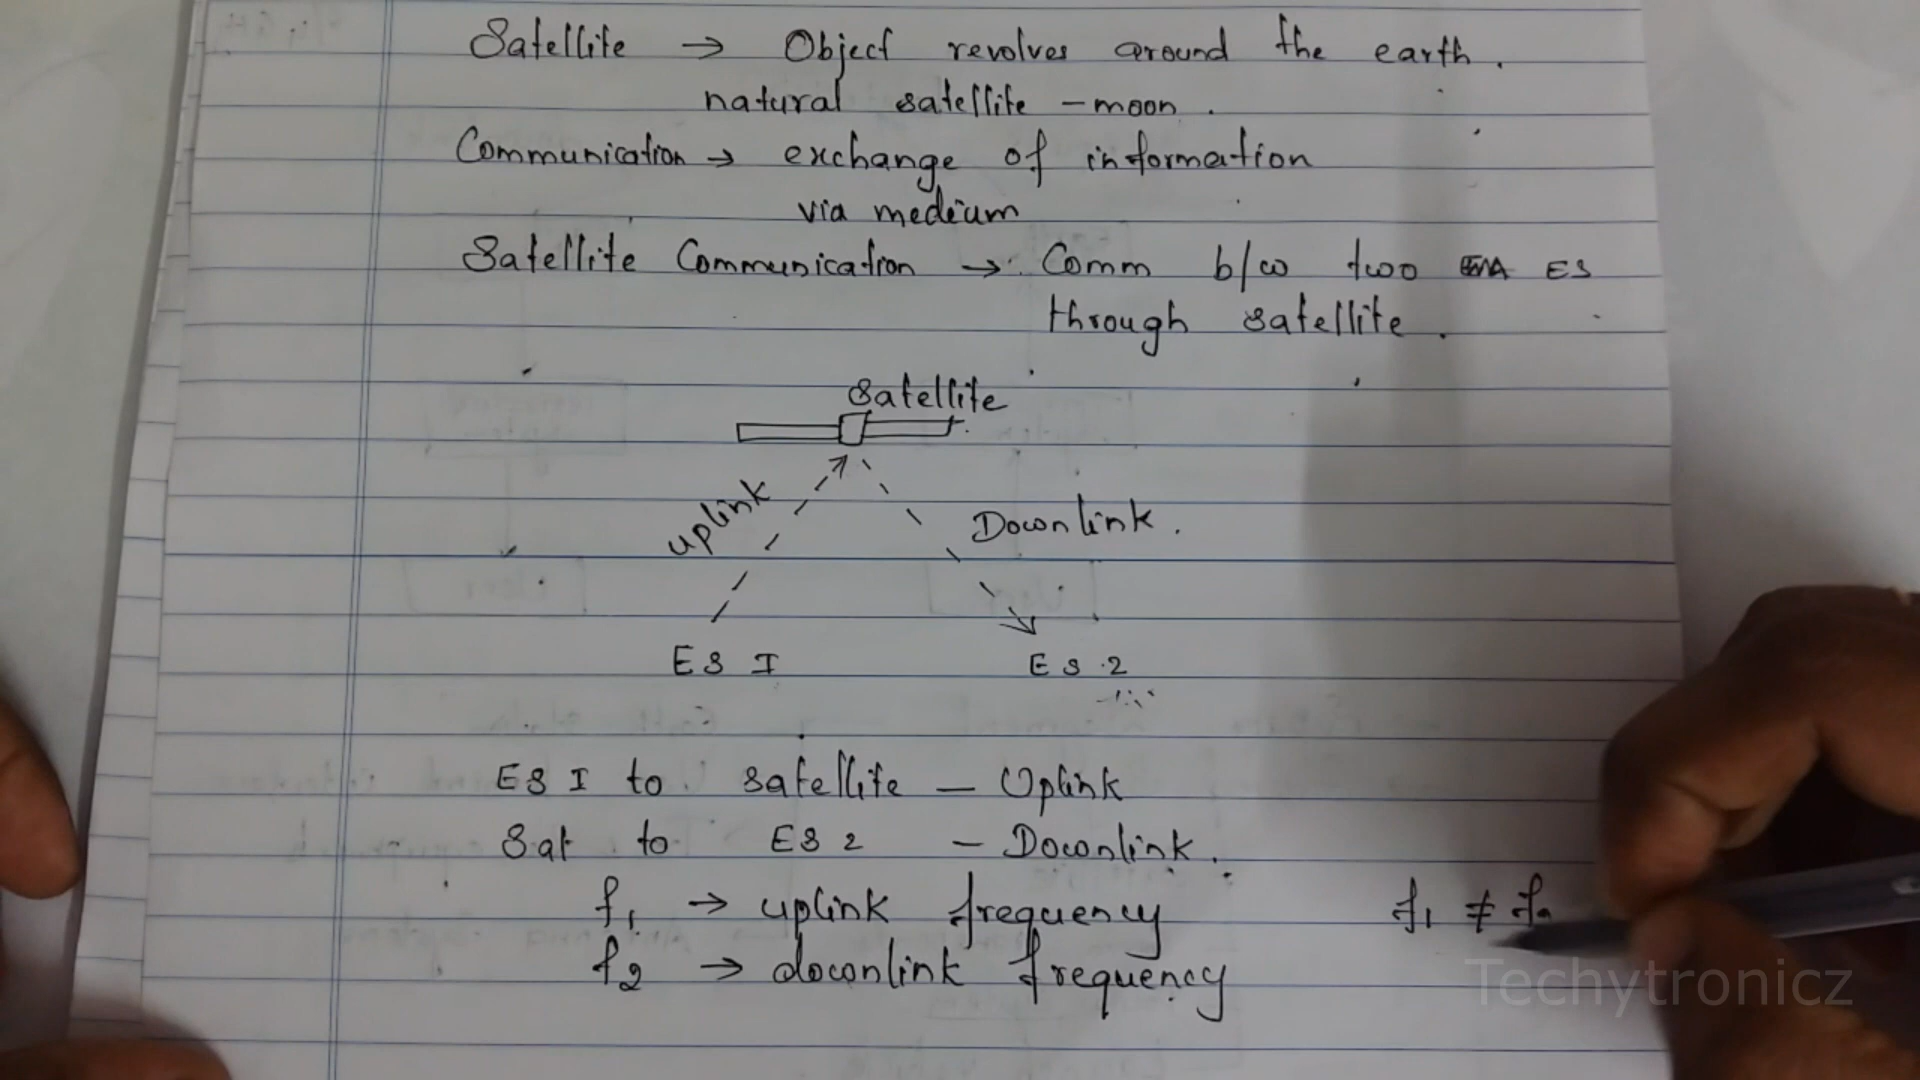 Satellite → Object revolves around the earth.
natural satellite - moon.
Communication → exchange of information
via medium
Satellite Communication → Comm b/w two ES
through satellite.
Satellite
uplink
Downlink.
ES I
ES 2
ES I to satellite - Uplink
Sat to ES 2 - Downlink.
f1 → uplink frequency
f1 ≠ f2
f2 → downlink frequency
Techytronicz